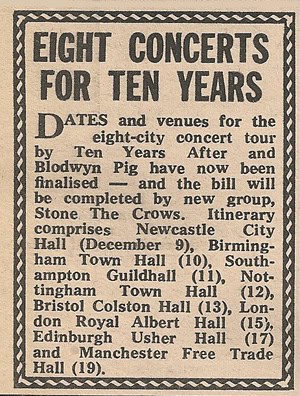 EIGHT CONCERTS
FOR TEN YEARS
DATES and venues for the
eight-city concert tour
by Ten Years After and
Blodwyn Pig have now been
finalised — and the bill will
be completed by new group,
Stone The Crows. Itinerary
comprises Newcastle City
Hall (December 9), Birming-
ham Town Hall (10), South-
ampton Guildhall (11), Not-
tingham Town Hall (12),
Bristol Colston Hall (13), Lon-
don Royal Albert Hall (15),
Edinburgh Usher Hall (17)
and Manchester Free Trade
Hall (19).